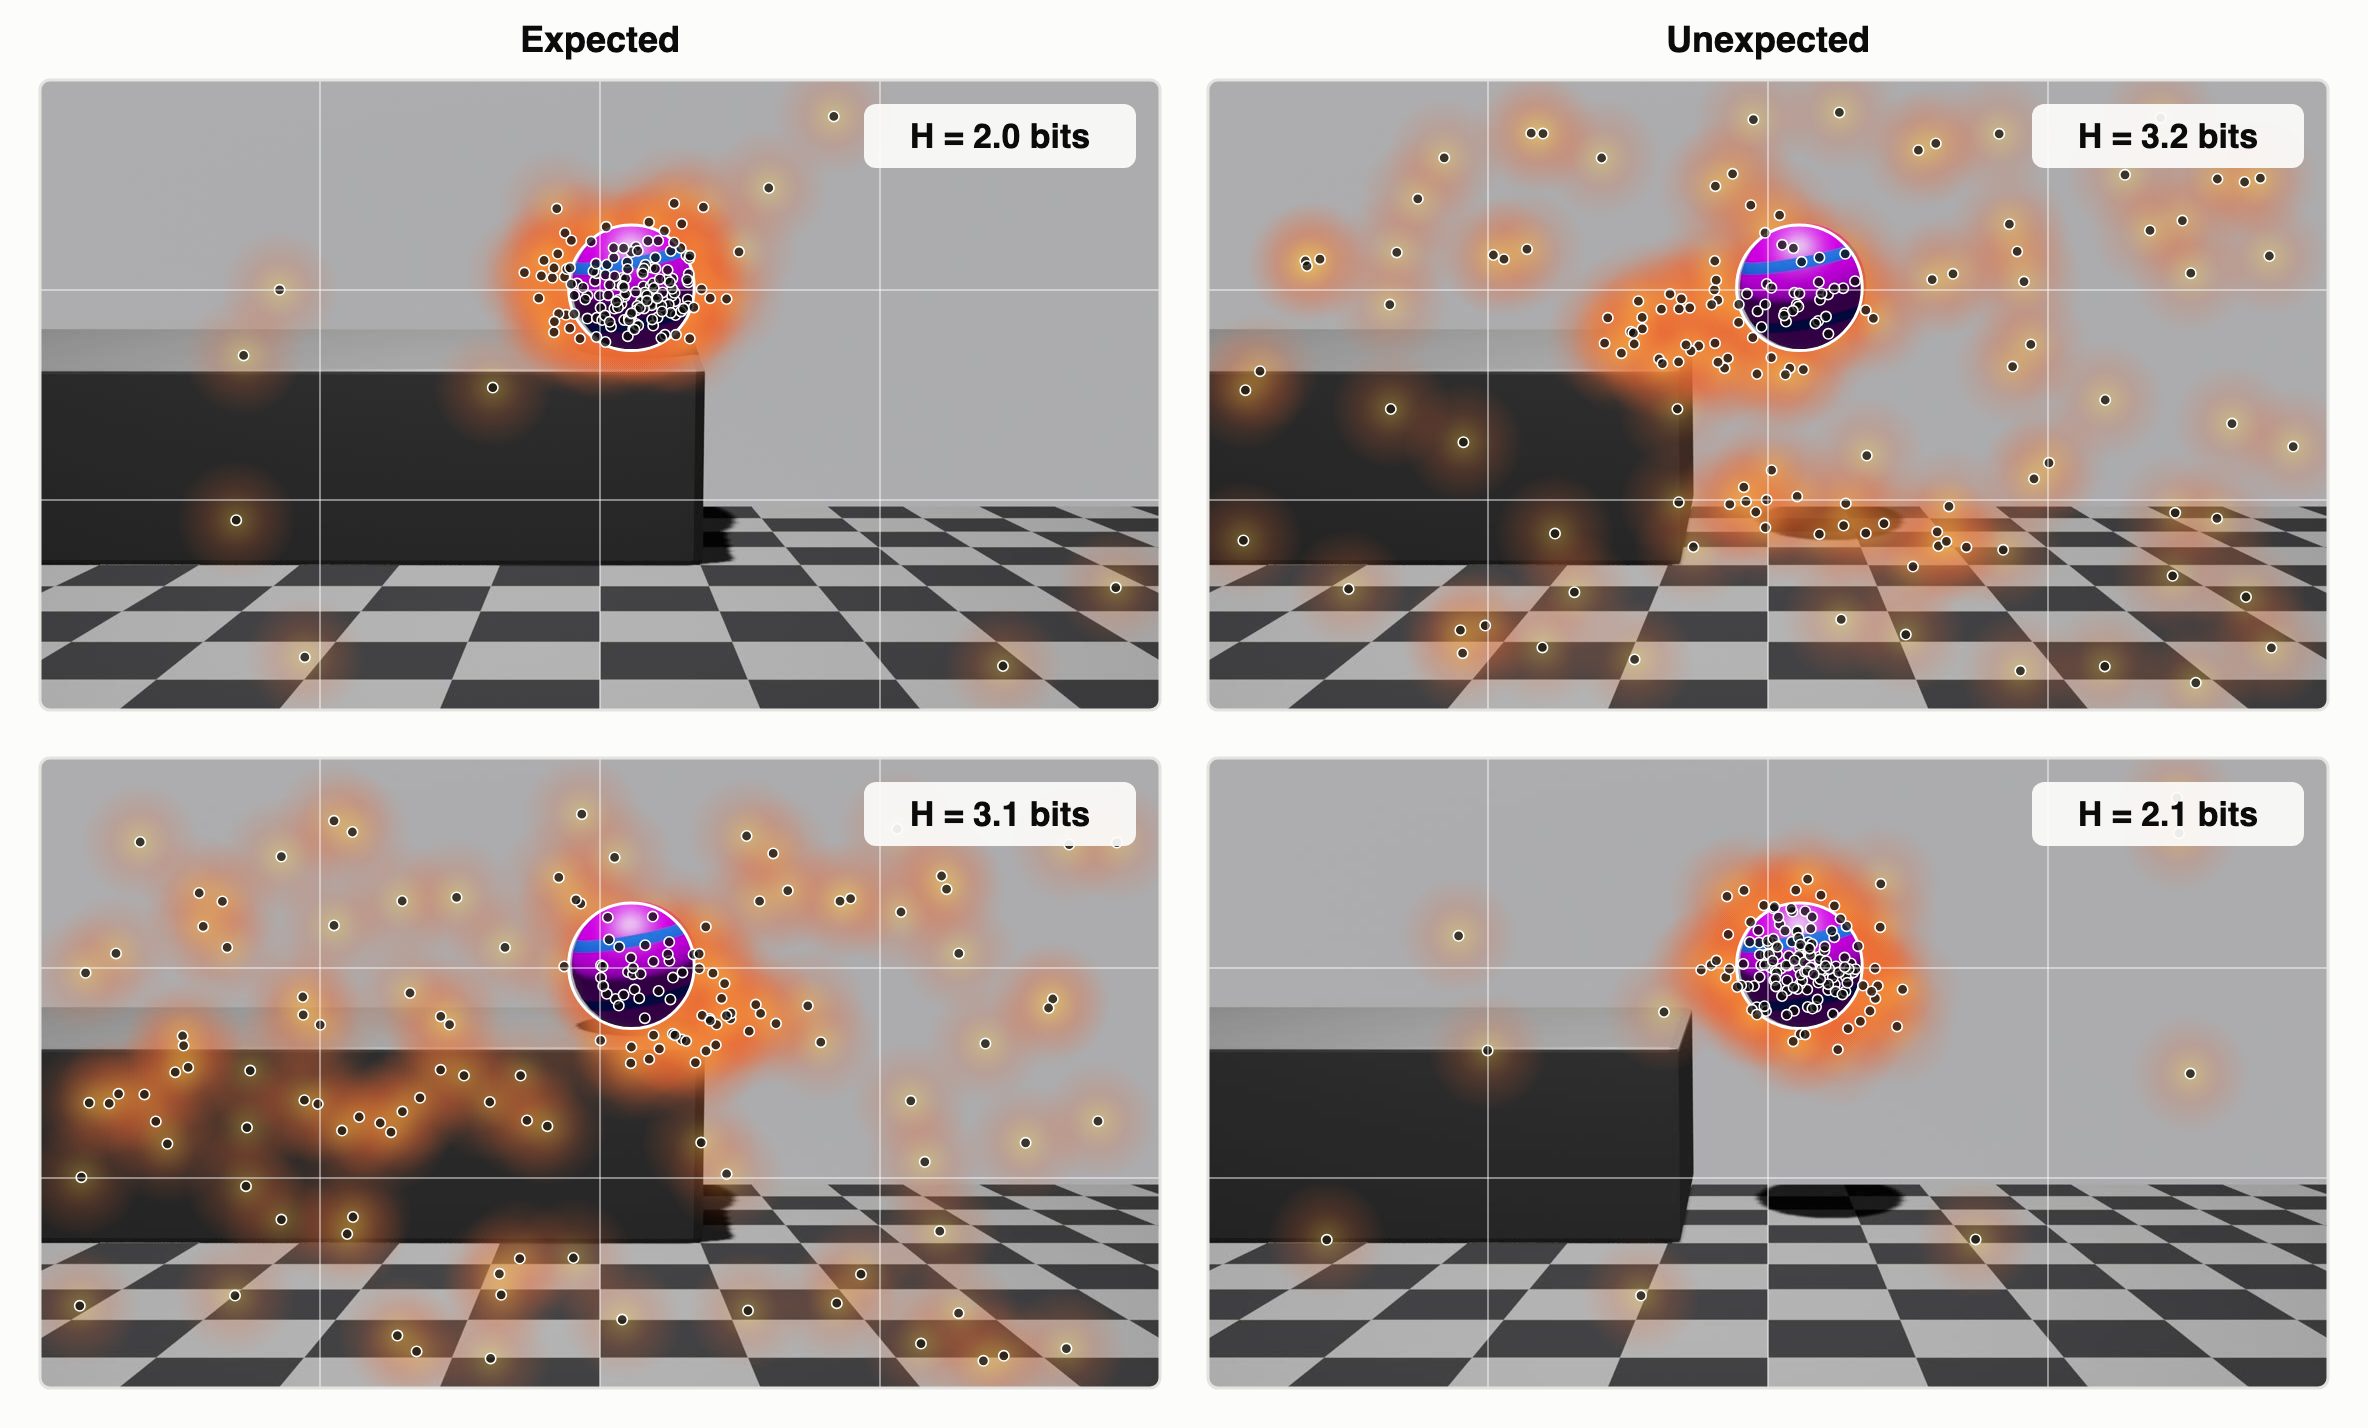 Expected
Unexpected
H = 2.0 bits
H = 3.2 bits
H = 3.1 bits
H = 2.1 bits